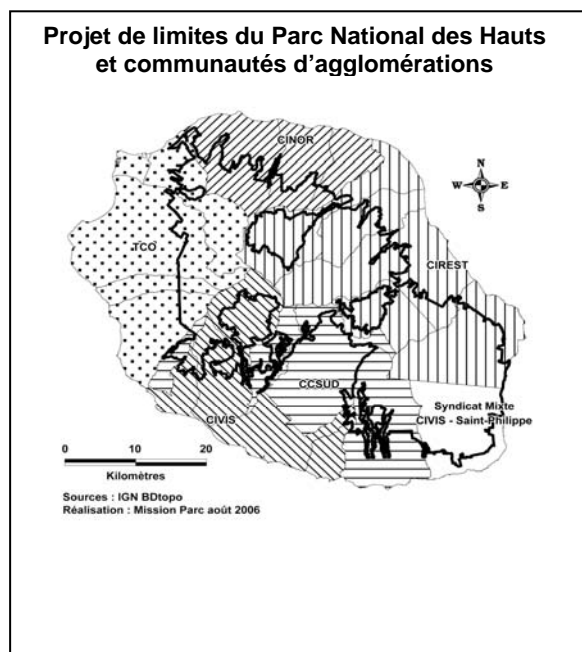 Projet de limites du Parc National des Hauts
et communautés d'agglomérations
CINOR
N
W E
S
TCO
CIREST
CCSUD
Syndicat Mixte
CIVIS - Saint-Philippe
CIVIS
0 10 20
Kilomètres
Sources : IGN BDtopo
Réalisation : Mission Parc août 2006